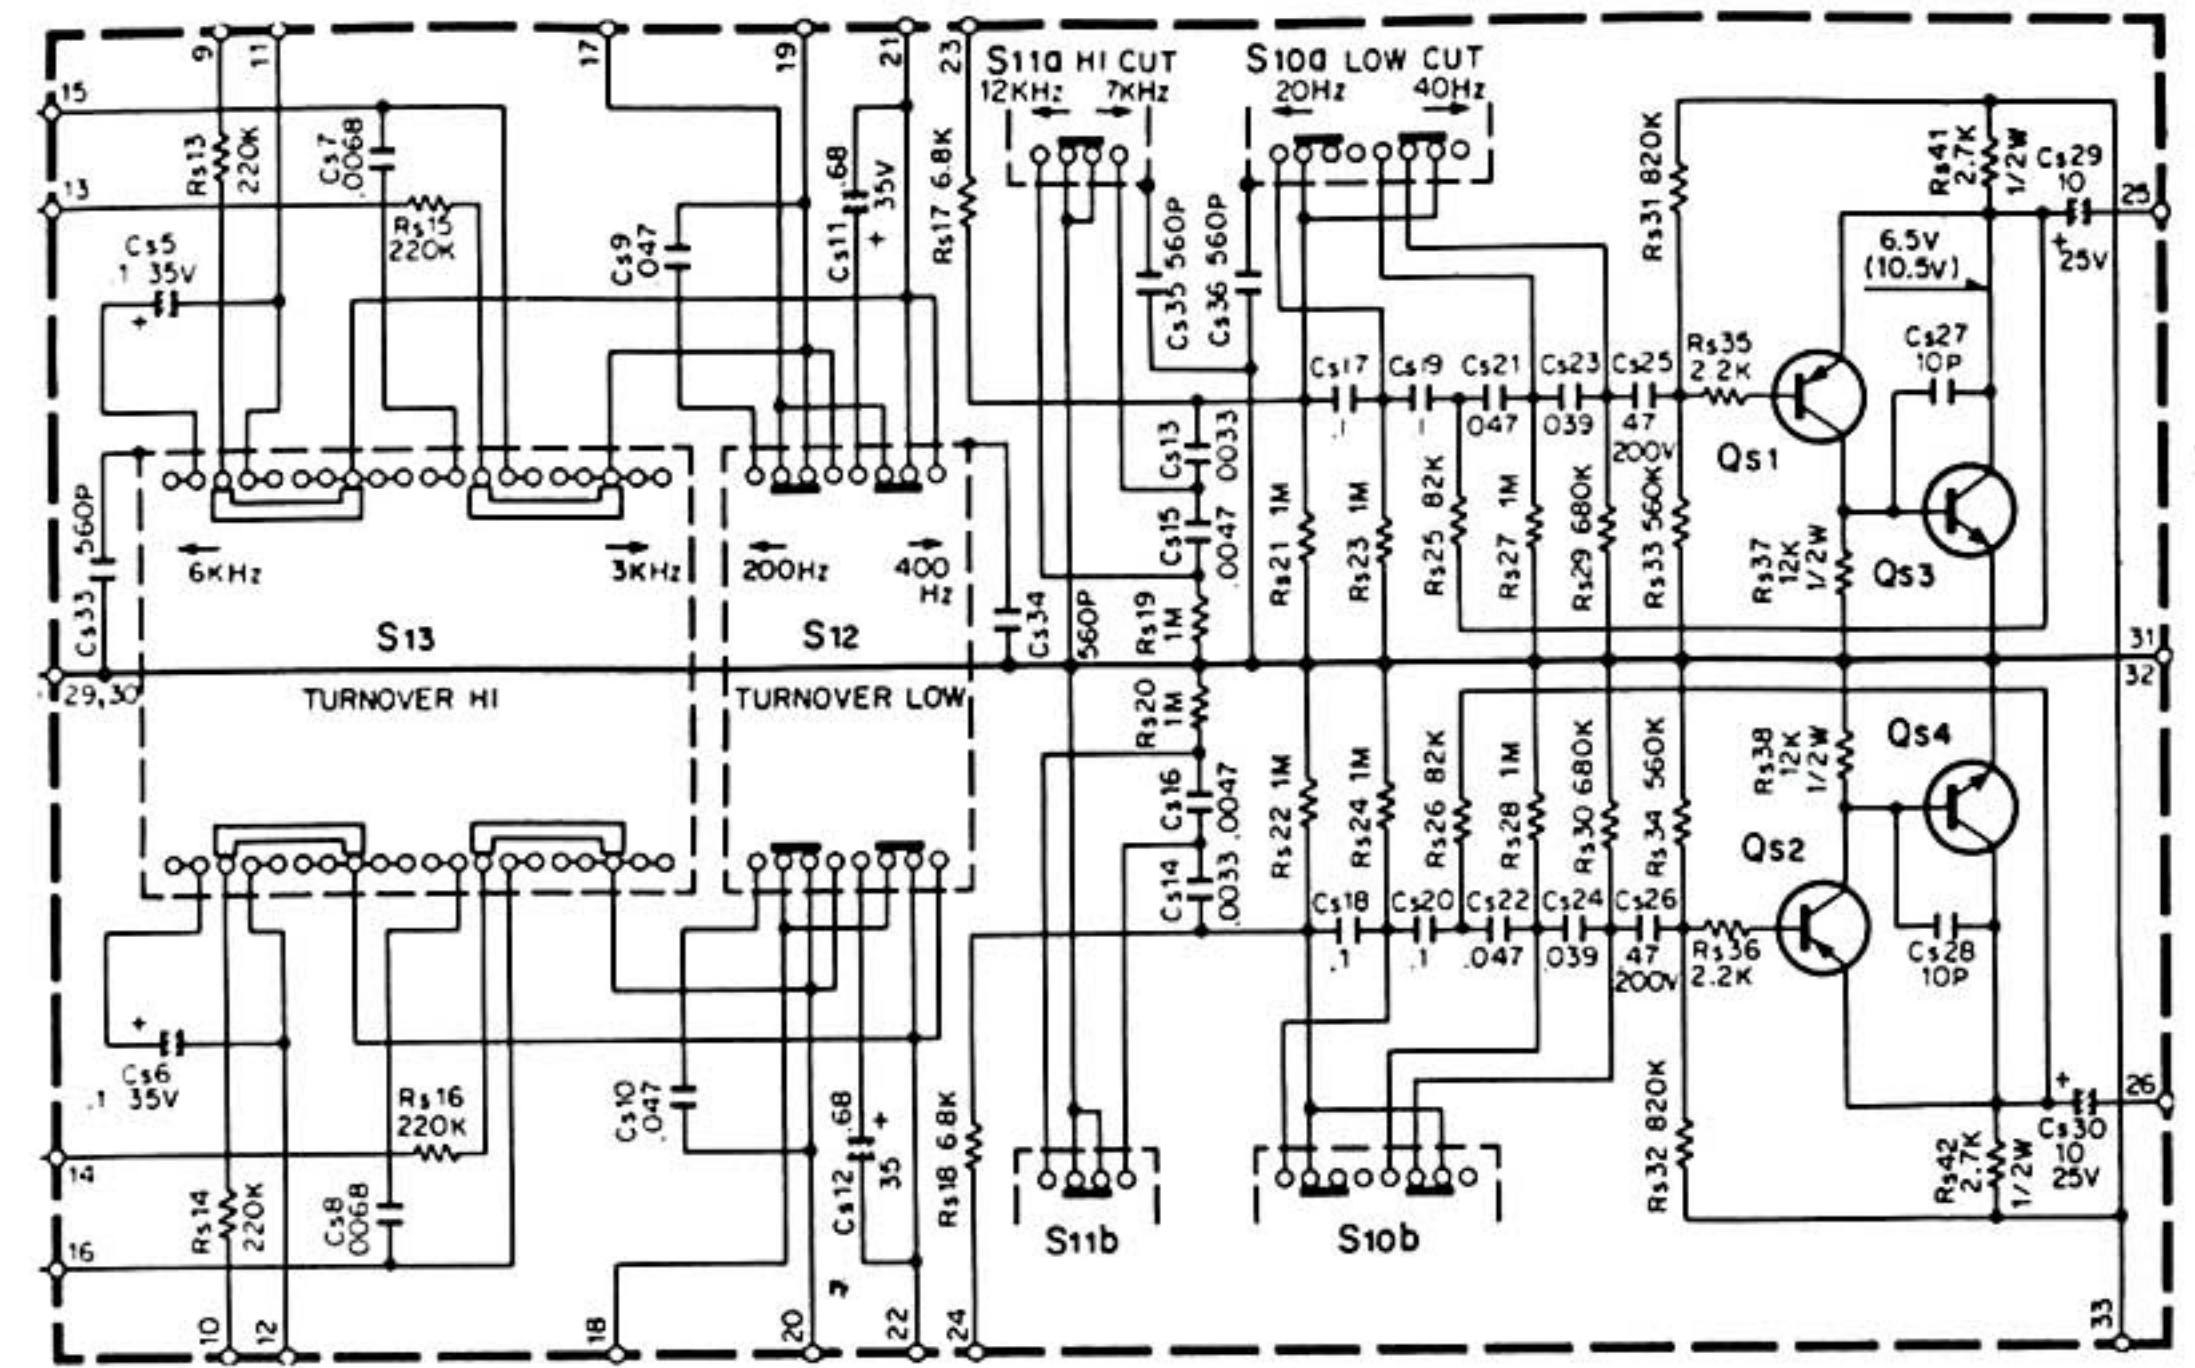 9
11
17
19
21
23
S11a HI CUT
12KHz
7KHz
S10a LOW CUT
20Hz
40Hz
15
Rs13
220K
Cs7
.0068
13
Rs15
220K
Cs5
.1 35V
+
Cs9
.047
Cs11 .68
35V
+
Rs17 6.8K
Cs35 560P
Cs36 560P
Rs31 820K
Rs41
2.7K
1/2W
Cs29
10
+
25V
25
6.5V
(10.5V)
Cs27
10P
Rs35
2.2K
Cs17
.1
Cs19
.1
Cs21
.047
Cs23
.039
Cs25
.47
200V
Qs1
Cs13
.0033
Cs15
.0047
Rs19
1M
Rs21 1M
Rs23 1M
Rs25 82K
Rs27 1M
Rs29 680K
Rs33 560K
Rs37
12K
1/2W
Qs3
Cs33 560P
6KHz
3KHz
200Hz
400
Hz
S13
S12
Cs34
560P
29,30
31
32
TURNOVER HI
TURNOVER LOW
Rs20
1M
Cs16
.0047
Cs14
.0033
Rs22 1M
Rs24 1M
Rs26 82K
Rs28 1M
Rs30 680K
Rs34 560K
Rs38
12K
1/2W
Qs4
Qs2
Cs18
.1
Cs20
.1
Cs22
.047
Cs24
.039
Cs26
.47
200V
Rs36
2.2K
Cs28
10P
+
Cs6
.1 35V
Rs16
220K
Cs10
.047
Cs12 .68
35
+
Rs18 6.8K
Rs32 820K
Rs42
2.7K
1/2W
+
Cs30
10
25V
26
14
Rs14
220K
Cs8
.0068
16
S11b
S10b
10
12
18
20
22
24
33